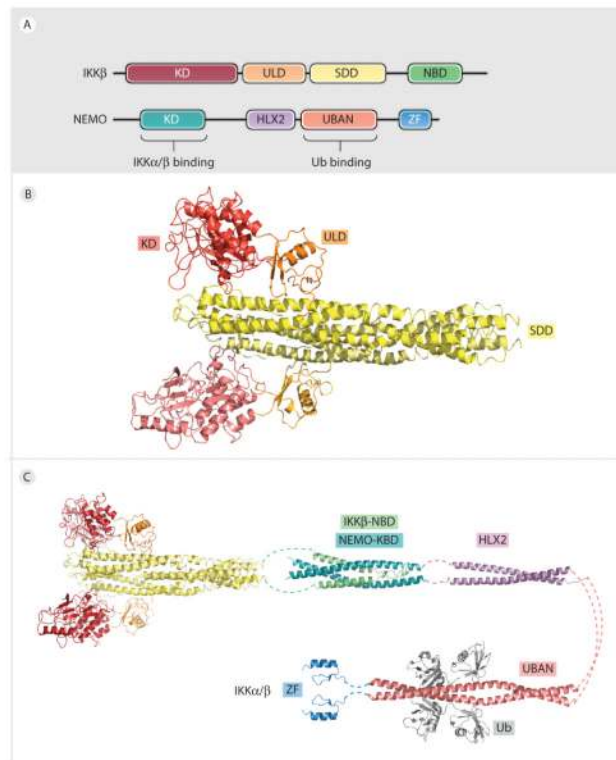 A
IKKβ KD ULD SDD NBD
NEMO KD HLX2 UBAN ZF
IKKα/β binding Ub binding
B
KD ULD
SDD
C
IKKβ-NBD
NEMO-KBD HLX2
UBAN
IKKα/β ZF
Ub